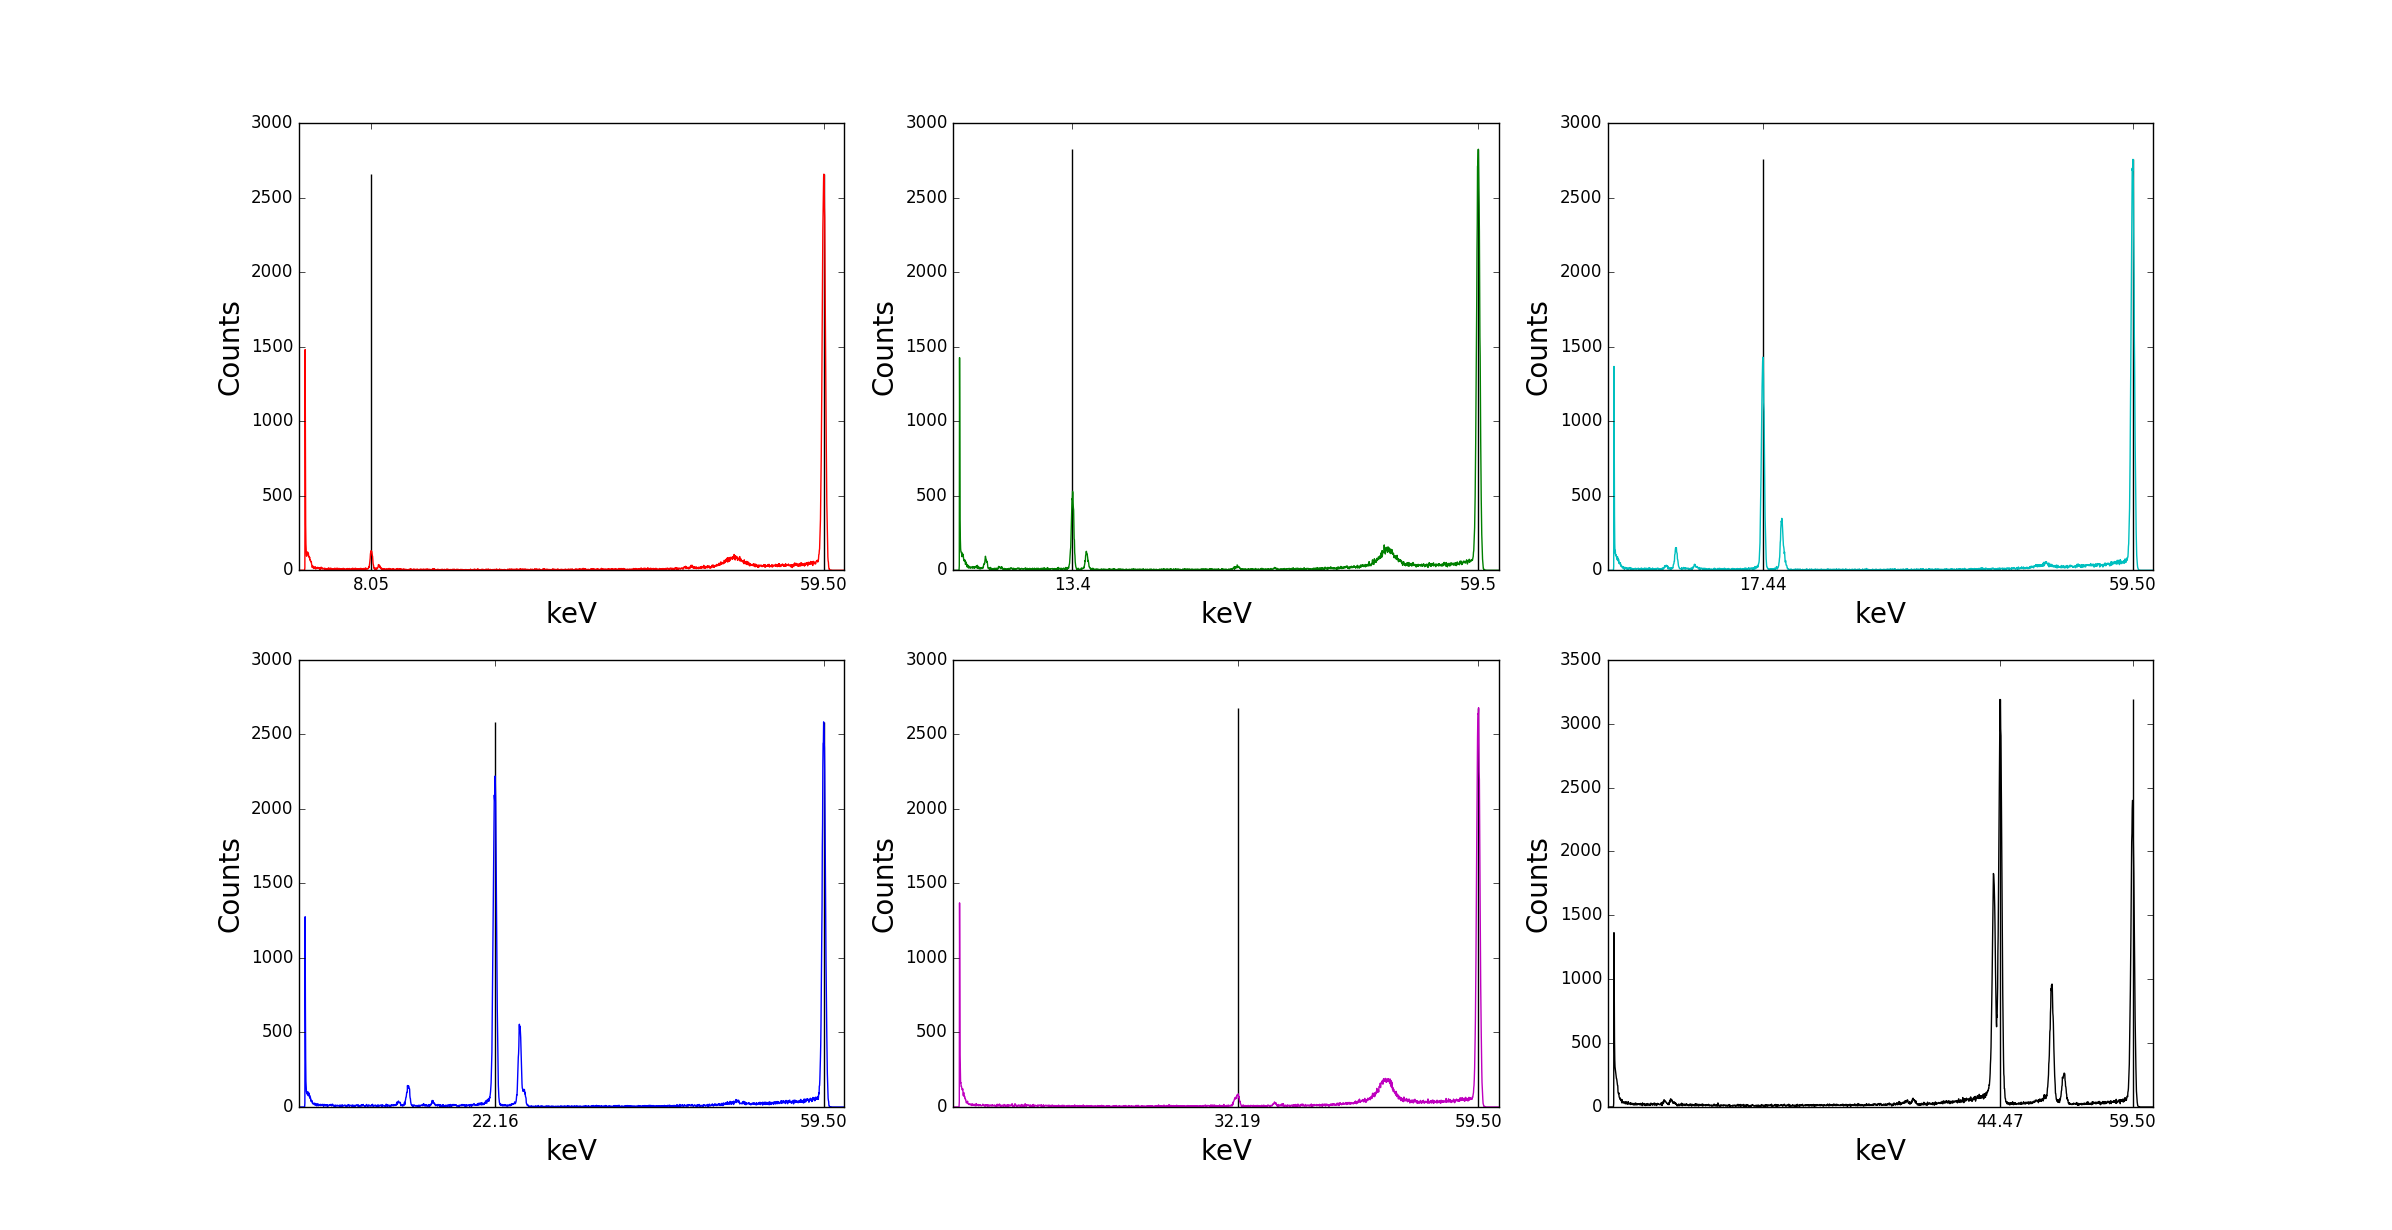 3000 3000 3000
2500 2500 2500
2000 2000 2000
Counts Counts Counts
1500 1500 1500
1000 1000 1000
500 500 500
0 0 0
8.05 59.50 13.4 59.5 17.44 59.50
keV keV keV
3000 3000 3500
2500 2500 3000
2000 2000 2500
Counts Counts Counts
1500 1500 2000
1000 1000 1500
500 500 1000
0 0 500
0
22.16 59.50 32.19 59.50 44.47 59.50
keV keV keV